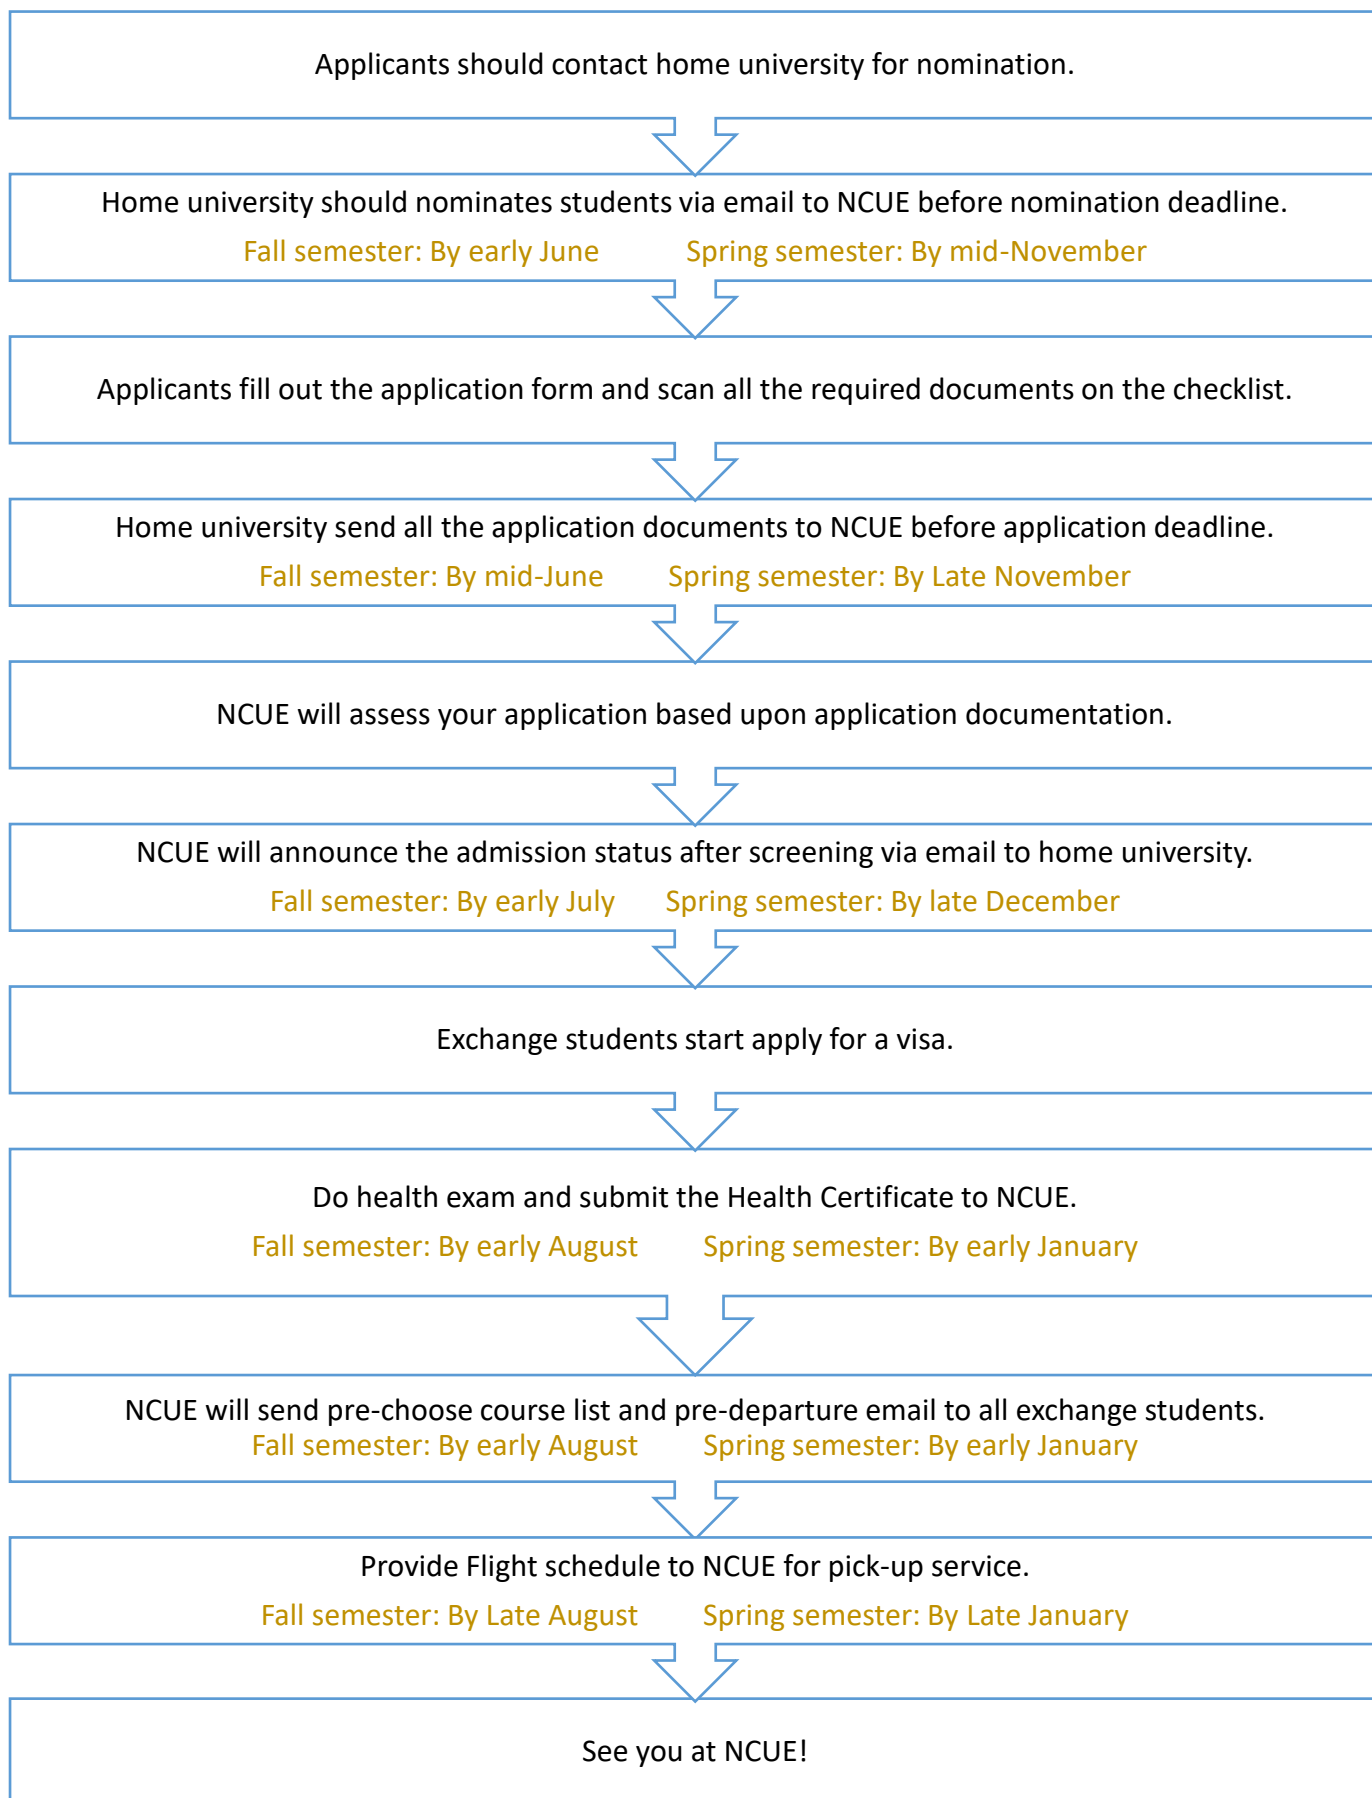 Applicants should contact home university for nomination.
Home university should nominates students via email to NCUE before nomination deadline.
Fall semester: By early June Spring semester: By mid-November
Applicants fill out the application form and scan all the required documents on the checklist.
Home university send all the application documents to NCUE before application deadline.
Fall semester: By mid-June Spring semester: By Late November
NCUE will assess your application based upon application documentation.
NCUE will announce the admission status after screening via email to home university.
Fall semester: By early July Spring semester: By late December
Exchange students start apply for a visa.
Do health exam and submit the Health Certificate to NCUE.
Fall semester: By early August Spring semester: By early January
NCUE will send pre-choose course list and pre-departure email to all exchange students.
Fall semester: By early August Spring semester: By early January
Provide Flight schedule to NCUE for pick-up service.
Fall semester: By Late August Spring semester: By Late January
See you at NCUE!